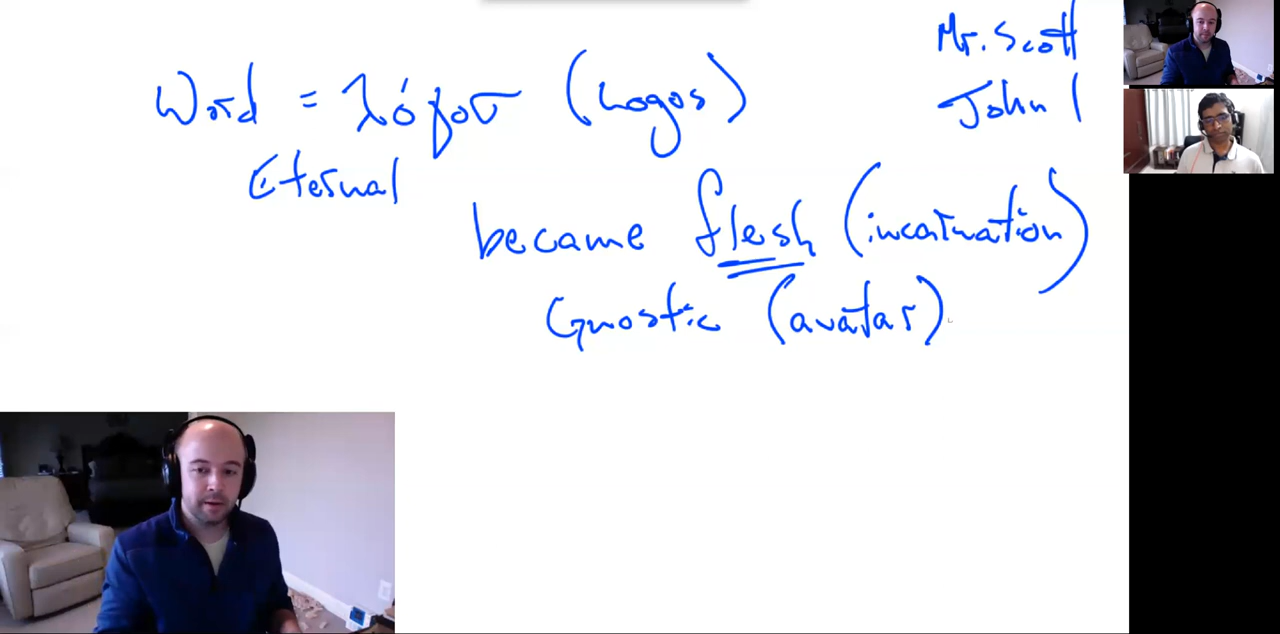 Mr. Scott
John 1
Word = λόγοσ (Logos)
Eternal
became flesh (incarnation)
Gnostic (avatar)